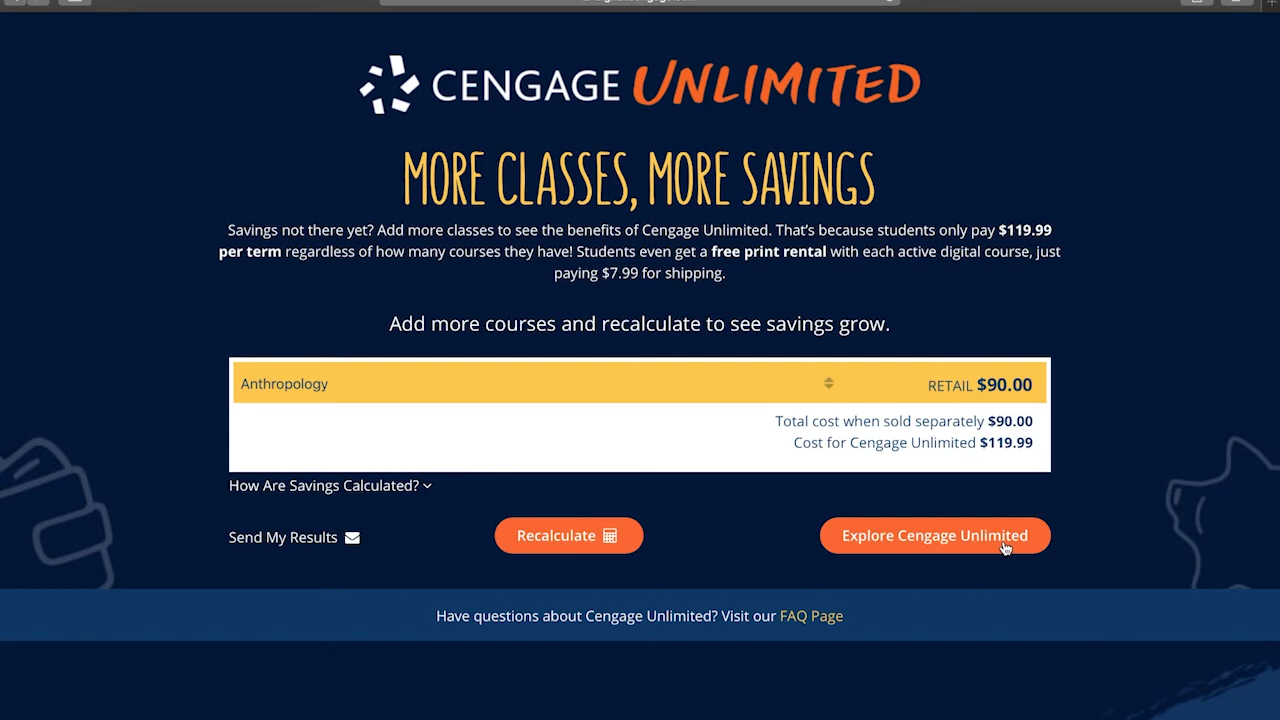 CENGAGE UNLIMITED
MORE CLASSES, MORE SAVINGS
Savings not there yet? Add more classes to see the benefits of Cengage Unlimited. That's because students only pay $119.99
per term regardless of how many courses they have! Students even get a free print rental with each active digital course, just
paying $7.99 for shipping.
Add more courses and recalculate to see savings grow.
Anthropology RETAIL $90.00
Total cost when sold separately $90.00
Cost for Cengage Unlimited $119.99
How Are Savings Calculated?
Send My Results Recalculate Explore Cengage Unlimited
Have questions about Cengage Unlimited? Visit our FAQ Page